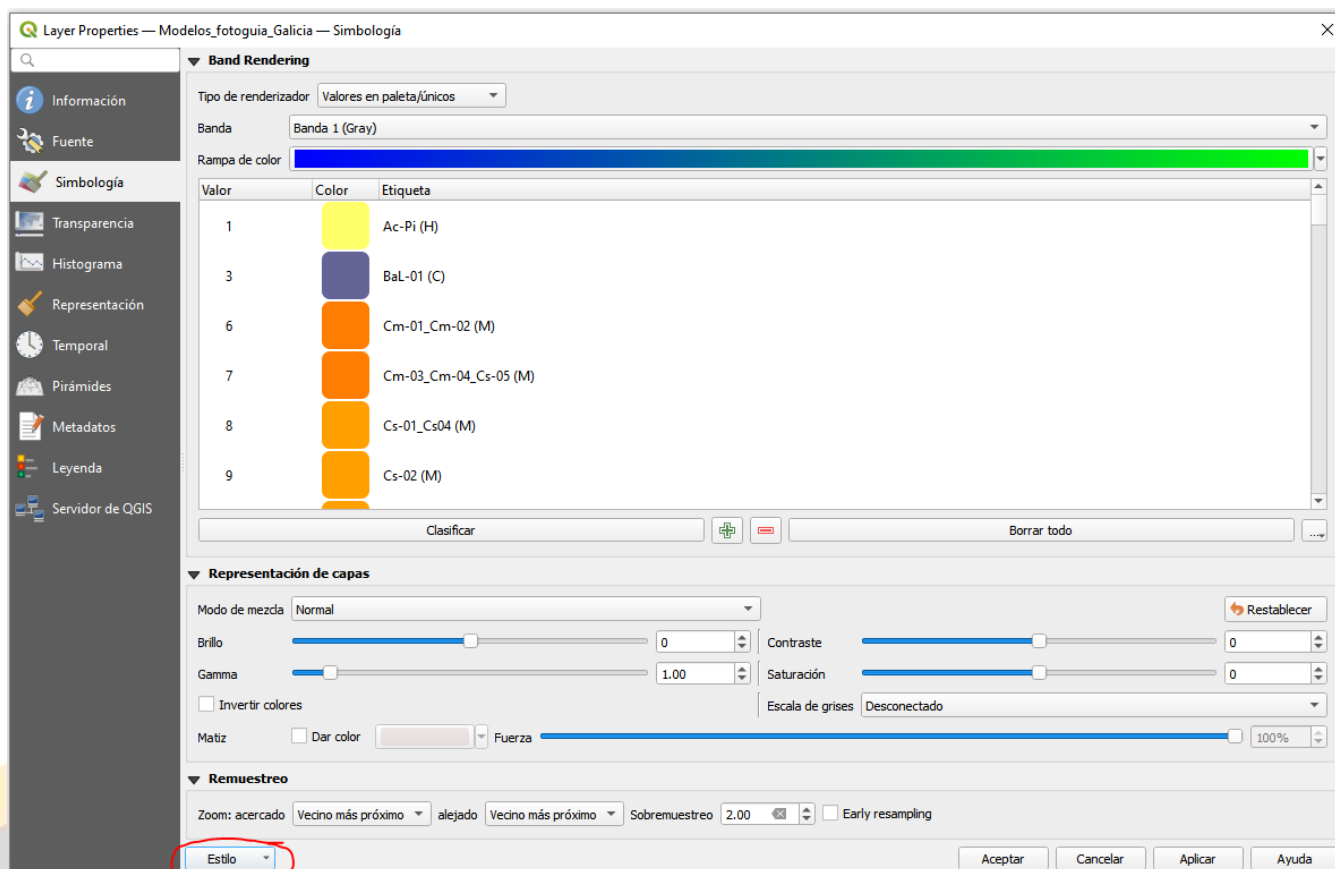 Layer Properties — Modelos_fotoguia_Galicia — Simbología
Información
Fuente
Simbología
Transparencia
Histograma
Representación
Temporal
Pirámides
Metadatos
Leyenda
Servidor de QGIS
Band Rendering
Tipo de renderizador Valores en paleta/únicos
Banda Banda 1 (Gray)
Rampa de color
Valor Color Etiqueta
1 Ac-Pi (H)
3 BaL-01 (C)
6 Cm-01_Cm-02 (M)
7 Cm-03_Cm-04_Cs-05 (M)
8 Cs-01_Cs04 (M)
9 Cs-02 (M)
Clasificar Borrar todo ...
Representación de capas
Modo de mezcla Normal Restablecer
Brillo 0 Contraste 0
Gamma 1.00 Saturación 0
Invertir colores Escala de grises Desconectado
Matiz Dar color Fuerza 100%
Remuestreo
Zoom: acercado Vecino más próximo alejado Vecino más próximo Sobremuestreo 2.00 Early resampling
Estilo Aceptar Cancelar Aplicar Ayuda